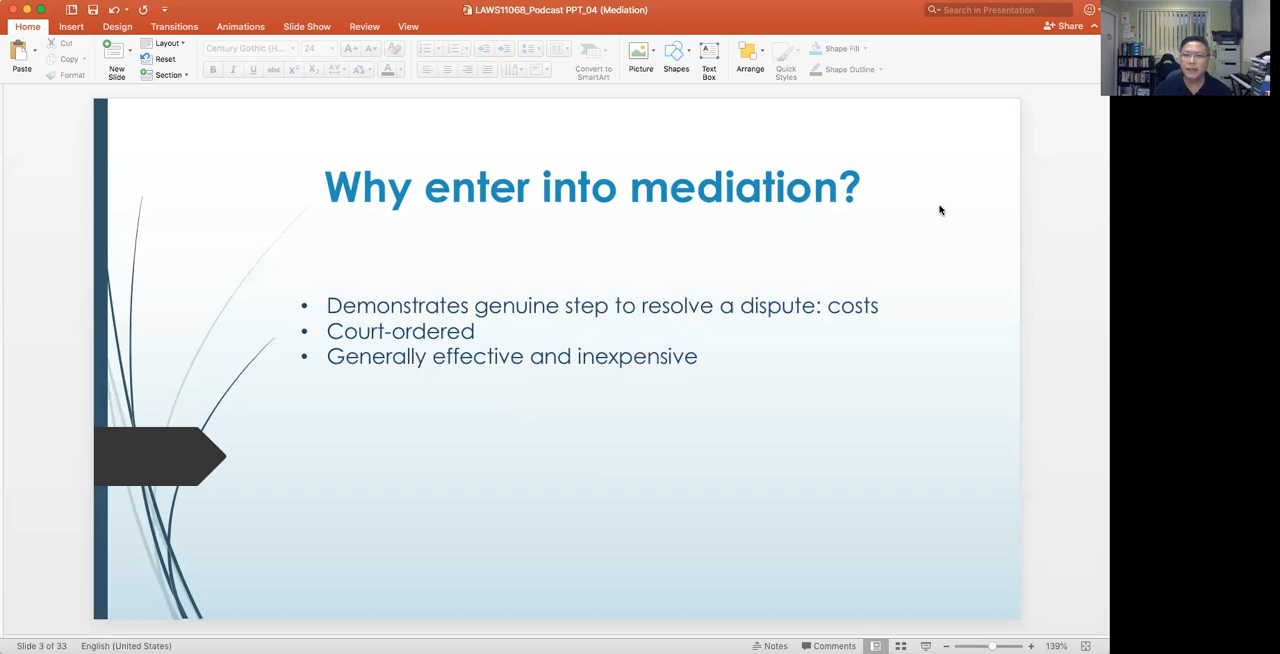 LAWS11068_Podcast PPT_04 (Mediation)
Search in Presentation
Home Insert Design Transitions Animations Slide Show Review View
Share
Paste
Cut
Copy
Format
New Slide
Layout
Reset
Section
Century Gothic (H...
24
Convert to SmartArt
Picture
Shapes
Text Box
Arrange
Quick Styles
Shape Fill
Shape Outline
Why enter into mediation?
• Demonstrates genuine step to resolve a dispute: costs
• Court-ordered
• Generally effective and inexpensive
Slide 3 of 33 English (United States)
Notes Comments 139%